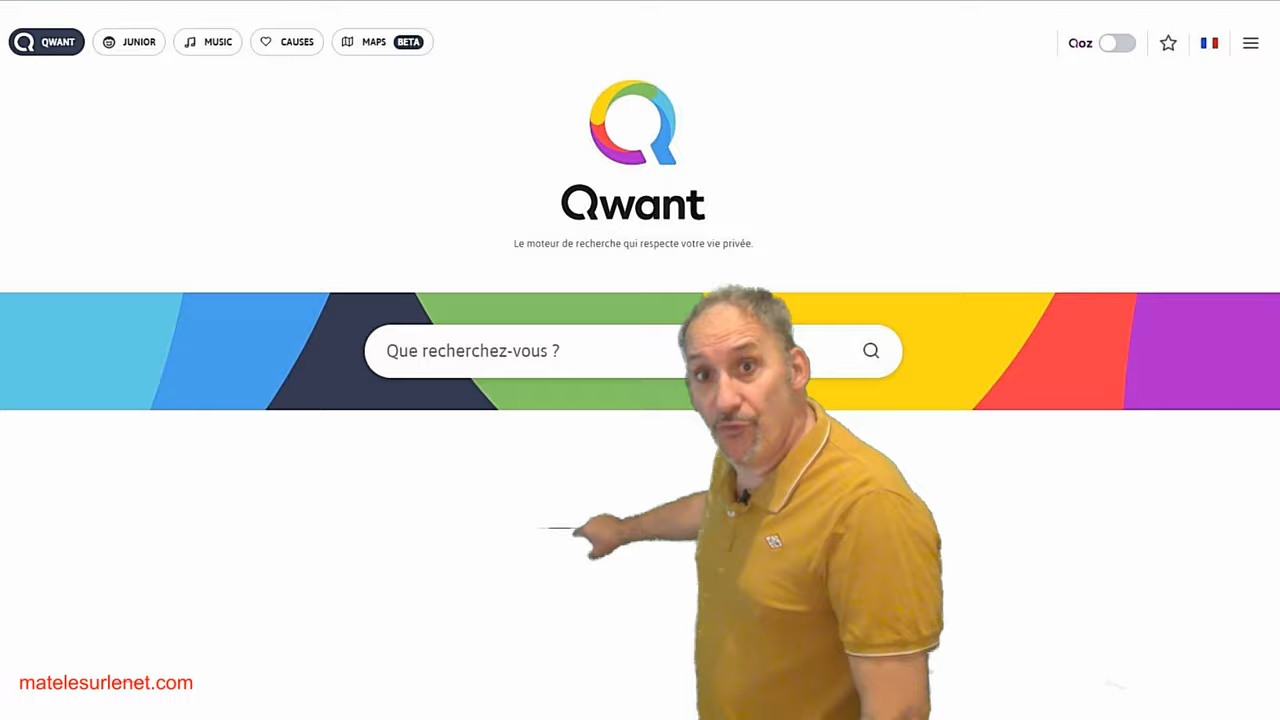 QWANT
JUNIOR
MUSIC
CAUSES
MAPS BETA
Qoz
Qwant
Le moteur de recherche qui respecte votre vie privée.
Que recherchez-vous ?
matelesurlenet.com